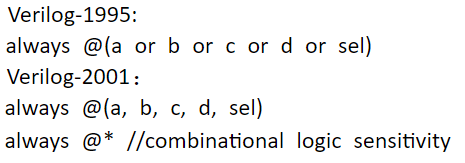 Verilog-1995:
always @(a or b or c or d or sel)
Verilog-2001：
always @(a, b, c, d, sel)
always @* //combinational logic sensitivity